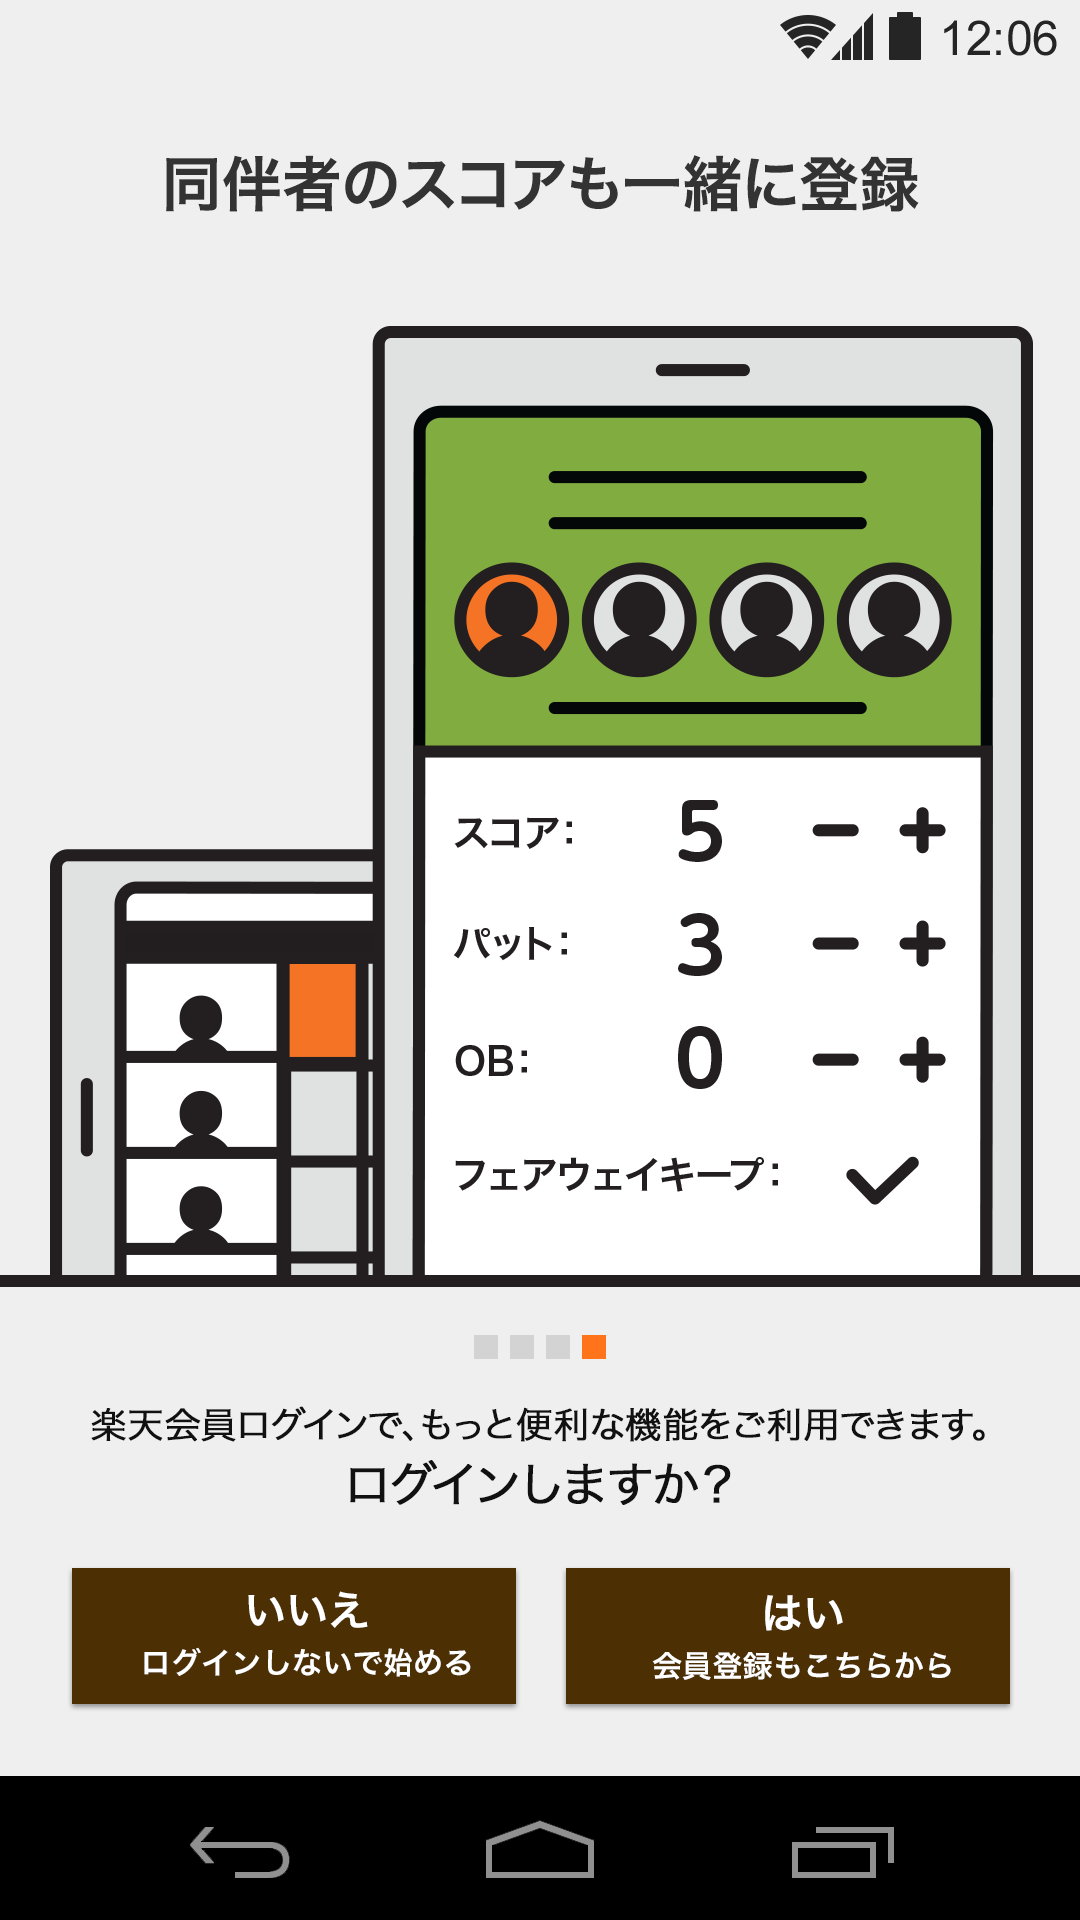 12:06
同伴者のスコアも一緒に登録
スコア: 5
パット: 3
OB: 0
フェアウェイキープ:
楽天会員ログインで、もっと便利な機能をご利用できます。
ログインしますか？
いいえ
ログインしないで始める
はい
会員登録もこちらから